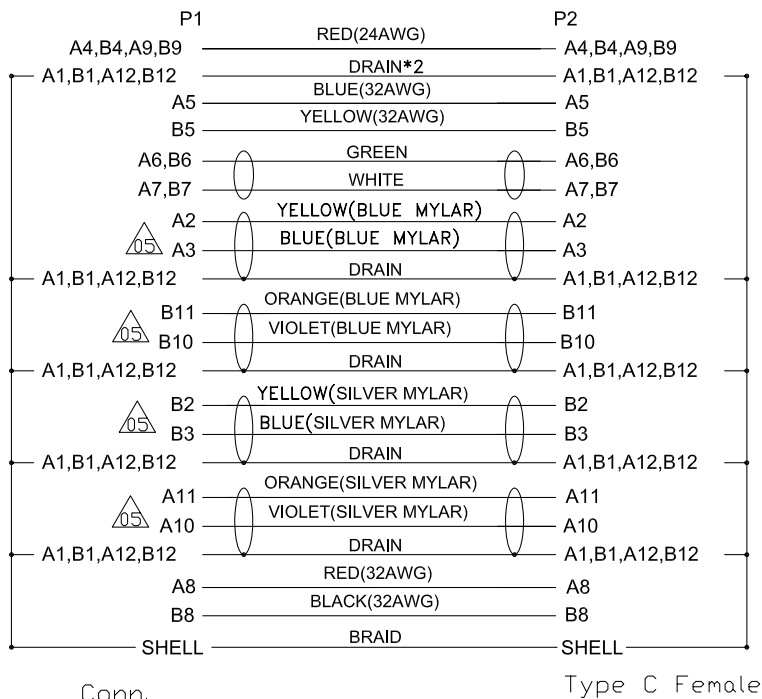 P1 P2
A4,B4,A9,B9 RED(24AWG) A4,B4,A9,B9
A1,B1,A12,B12 DRAIN*2 A1,B1,A12,B12
A5 BLUE(32AWG) A5
B5 YELLOW(32AWG) B5
A6,B6 GREEN A6,B6
A7,B7 WHITE A7,B7
A2 YELLOW(BLUE MYLAR) A2
05 A3 BLUE(BLUE MYLAR) A3
A1,B1,A12,B12 DRAIN A1,B1,A12,B12
B11 ORANGE(BLUE MYLAR) B11
05 B10 VIOLET(BLUE MYLAR) B10
A1,B1,A12,B12 DRAIN A1,B1,A12,B12
B2 YELLOW(SILVER MYLAR) B2
05 B3 BLUE(SILVER MYLAR) B3
A1,B1,A12,B12 DRAIN A1,B1,A12,B12
A11 ORANGE(SILVER MYLAR) A11
05 A10 VIOLET(SILVER MYLAR) A10
A1,B1,A12,B12 DRAIN A1,B1,A12,B12
A8 RED(32AWG) A8
B8 BLACK(32AWG) B8
SHELL BRAID SHELL
Conn. Type C Female